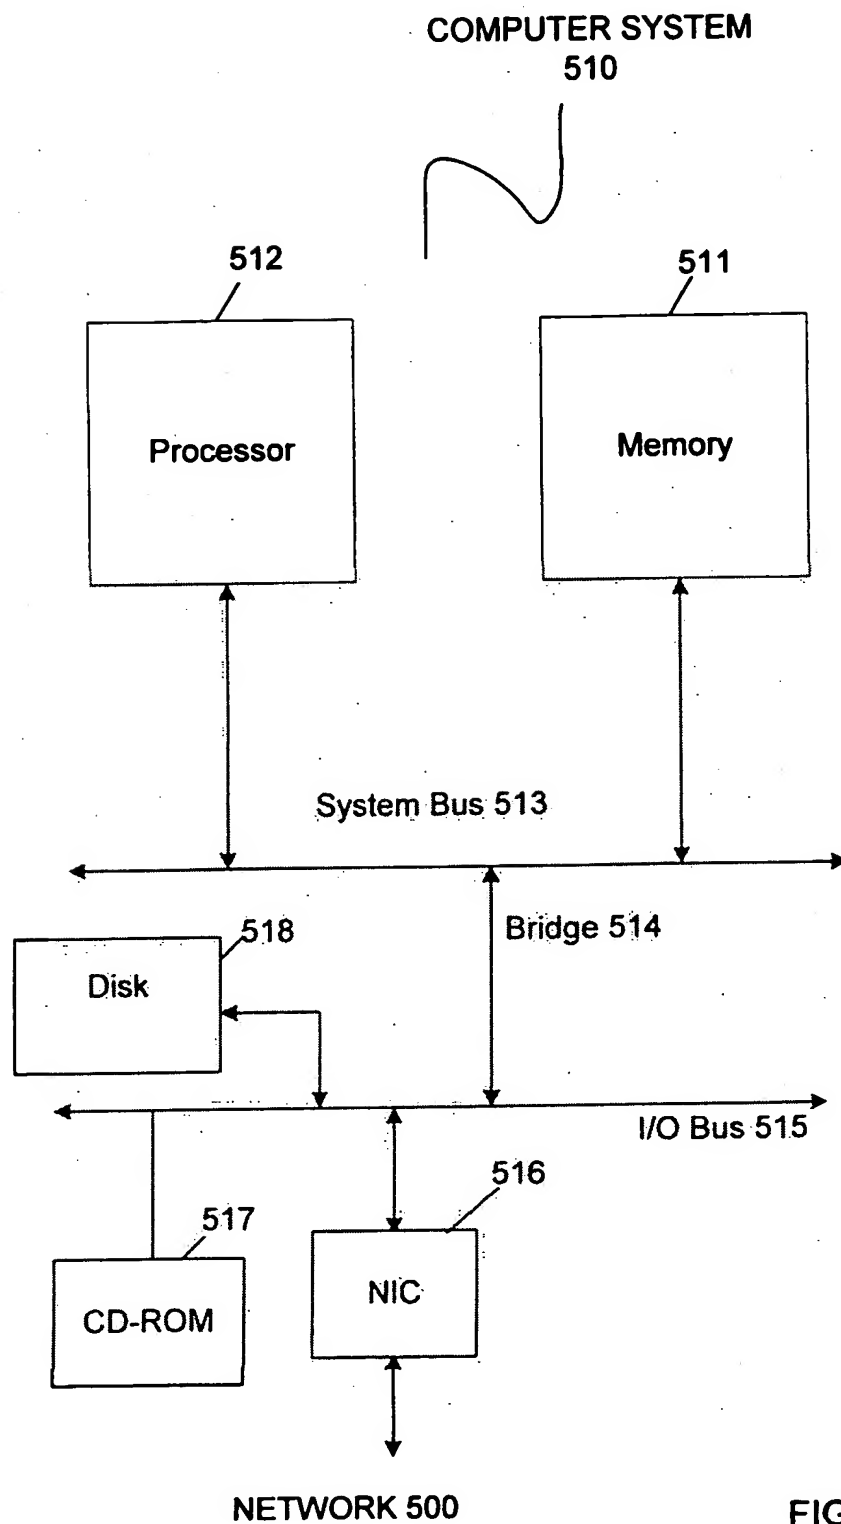 COMPUTER SYSTEM
510
512
511
Processor
Memory
System Bus 513
518
Bridge 514
Disk
I/O Bus 515
516
517
NIC
CD-ROM
NETWORK 500
FIG